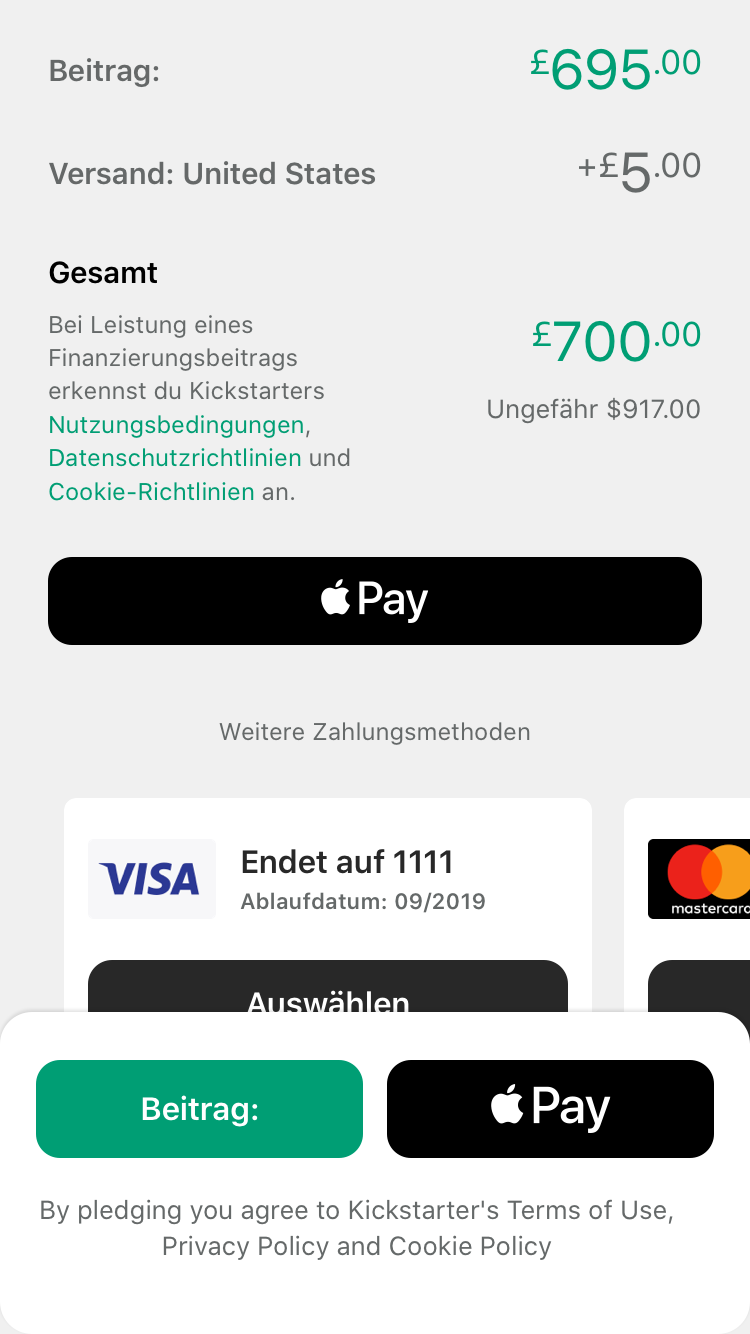 Beitrag: £695.00
Versand: United States +£5.00
Gesamt
Bei Leistung eines
Finanzierungsbeitrags
erkennst du Kickstarters
Nutzungsbedingungen,
Datenschutzrichtlinien und
Cookie-Richtlinien an.
£700.00
Ungefähr $917.00
Pay
Weitere Zahlungsmethoden
VISA
Endet auf 1111
Ablaufdatum: 09/2019
Auswählen
mastercard
Beitrag:
Pay
By pledging you agree to Kickstarter's Terms of Use,
Privacy Policy and Cookie Policy